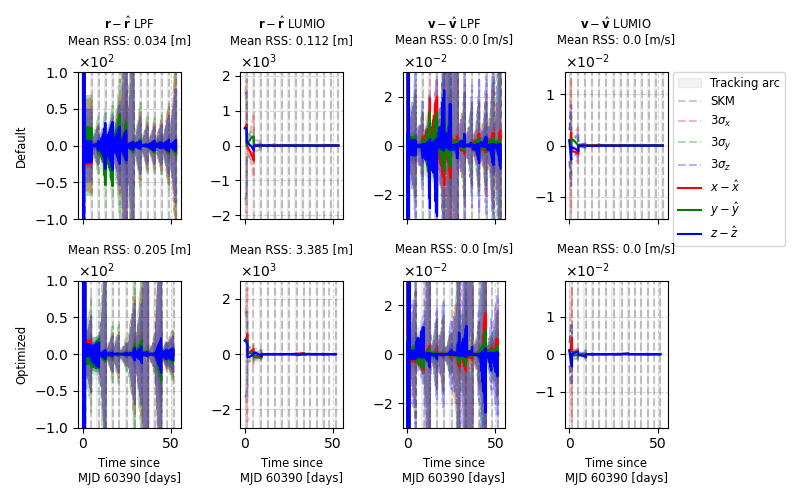 r − r̂ LPF
Mean RSS: 0.034 [m]
r − r̂ LUMIO
Mean RSS: 0.112 [m]
v − v̂ LPF
Mean RSS: 0.0 [m/s]
v − v̂ LUMIO
Mean RSS: 0.0 [m/s]
×10²
×10³
×10⁻²
×10⁻²
Default
1.0
0.5
0.0
−0.5
−1.0
2
1
0
−1
−2
2
0
−2
1
0
−1
Tracking arc
SKM
3σx
3σy
3σz
x − x̂
y − ŷ
z − ẑ
Mean RSS: 0.205 [m]
Mean RSS: 3.385 [m]
Mean RSS: 0.0 [m/s]
Mean RSS: 0.0 [m/s]
×10²
×10³
×10⁻²
×10⁻²
Optimized
1.0
0.5
0.0
−0.5
−1.0
2
0
−2
2
0
−2
1
0
−1
0
50
0
50
0
50
0
50
Time since
MJD 60390 [days]
Time since
MJD 60390 [days]
Time since
MJD 60390 [days]
Time since
MJD 60390 [days]